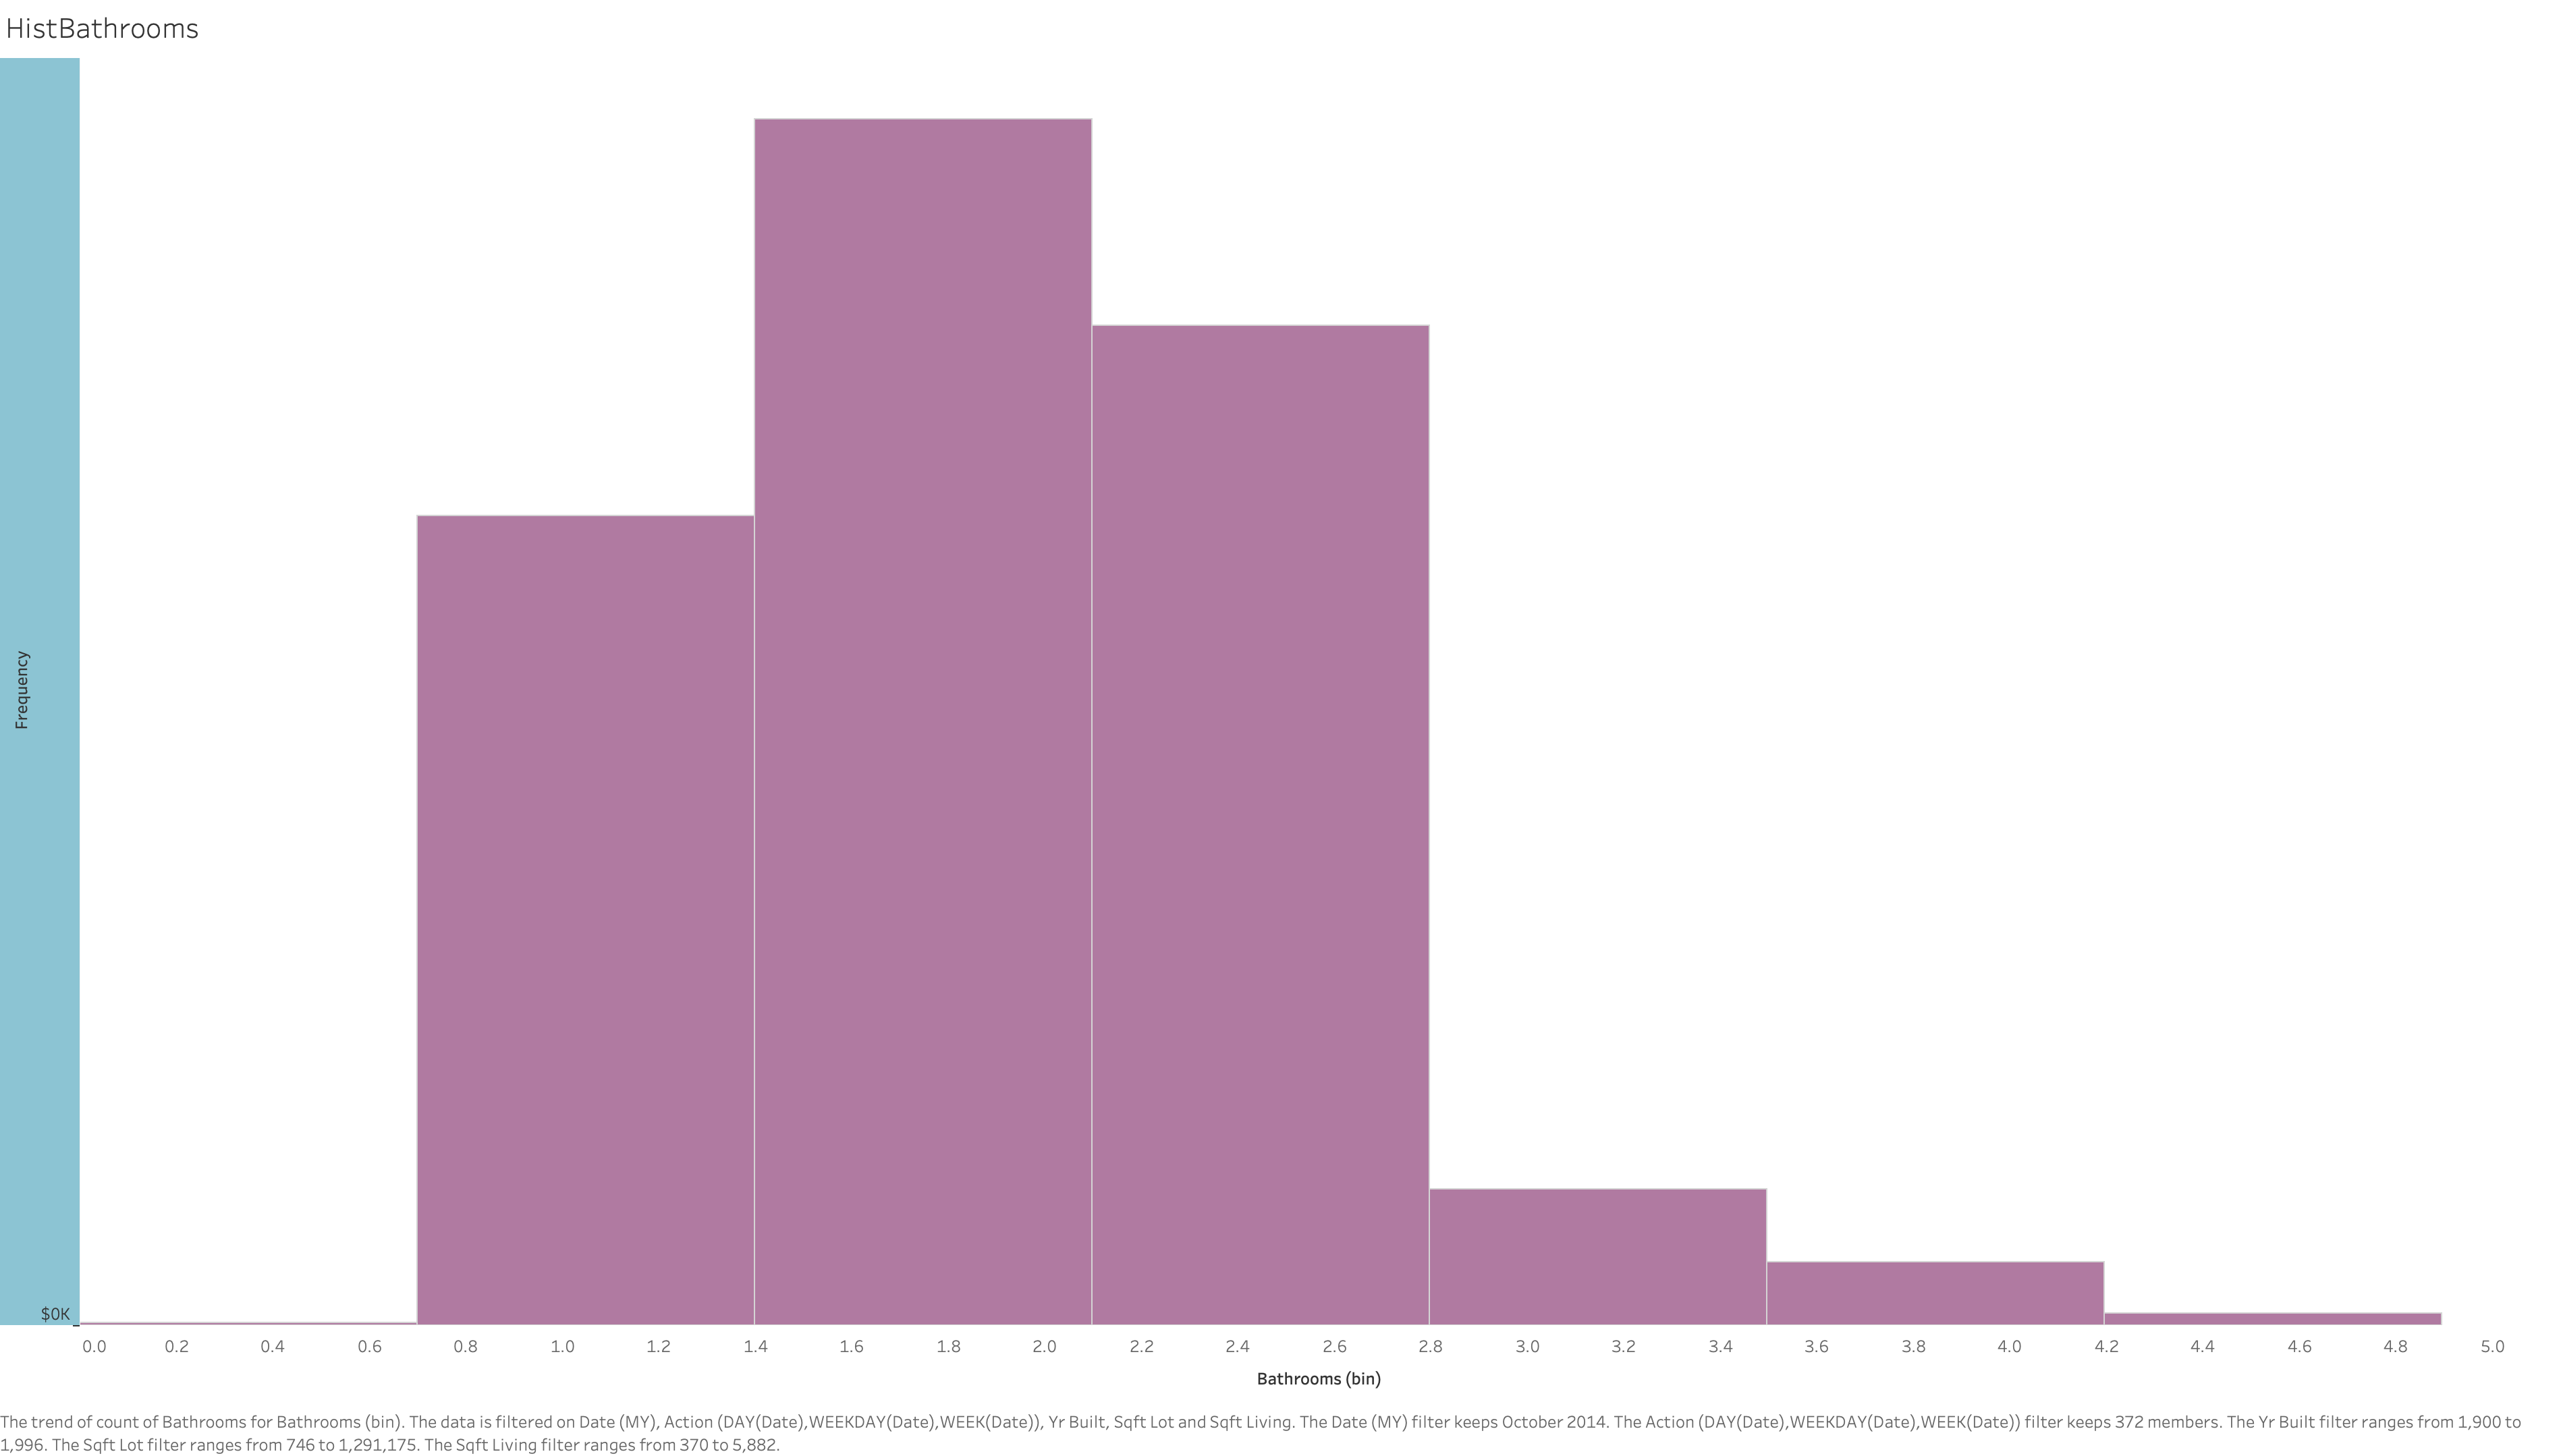 HistBathrooms
Frequency
$0K
0.0 0.2 0.4 0.6 0.8 1.0 1.2 1.4 1.6 1.8 2.0 2.2 2.4 2.6 2.8 3.0 3.2 3.4 3.6 3.8 4.0 4.2 4.4 4.6 4.8 5.0
Bathrooms (bin)
The trend of count of Bathrooms for Bathrooms (bin). The data is filtered on Date (MY), Action (DAY(Date),WEEKDAY(Date),WEEK(Date)), Yr Built, Sqft Lot and Sqft Living. The Date (MY) filter keeps October 2014. The Action (DAY(Date),WEEKDAY(Date),WEEK(Date)) filter keeps 372 members. The Yr Built filter ranges from 1,900 to
1,996. The Sqft Lot filter ranges from 746 to 1,291,175. The Sqft Living filter ranges from 370 to 5,882.